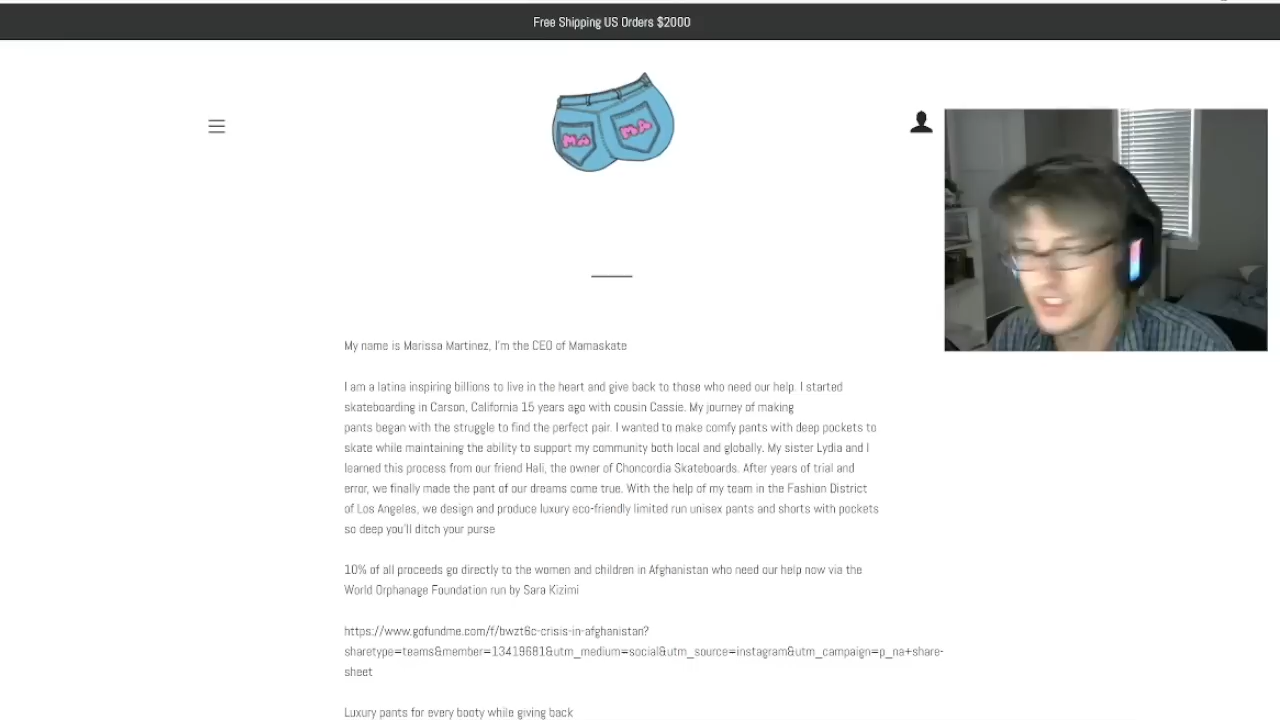 Free Shipping US Orders $2000
MA MA
My name is Marissa Martinez, I'm the CEO of Mamaskate
I am a latina inspiring billions to live in the heart and give back to those who need our help. I started
skateboarding in Carson, California 15 years ago with cousin Cassie. My journey of making
pants began with the struggle to find the perfect pair. I wanted to make comfy pants with deep pockets to
skate while maintaining the ability to support my community both local and globally. My sister Lydia and I
learned this process from our friend Hali, the owner of Choncordia Skateboards. After years of trial and
error, we finally made the pant of our dreams come true. With the help of my team in the Fashion District
of Los Angeles, we design and produce luxury eco-friendly limited run unisex pants and shorts with pockets
so deep you'll ditch your purse
10% of all proceeds go directly to the women and children in Afghanistan who need our help now via the
World Orphanage Foundation run by Sara Kizimi
https://www.gofundme.com/f/bwzt6c-crisis-in-afghanistan?
sharetype=teams&member=13419681&utm_medium=social&utm_source=instagram&utm_campaign=p_na+share-
sheet
Luxury pants for every booty while giving back